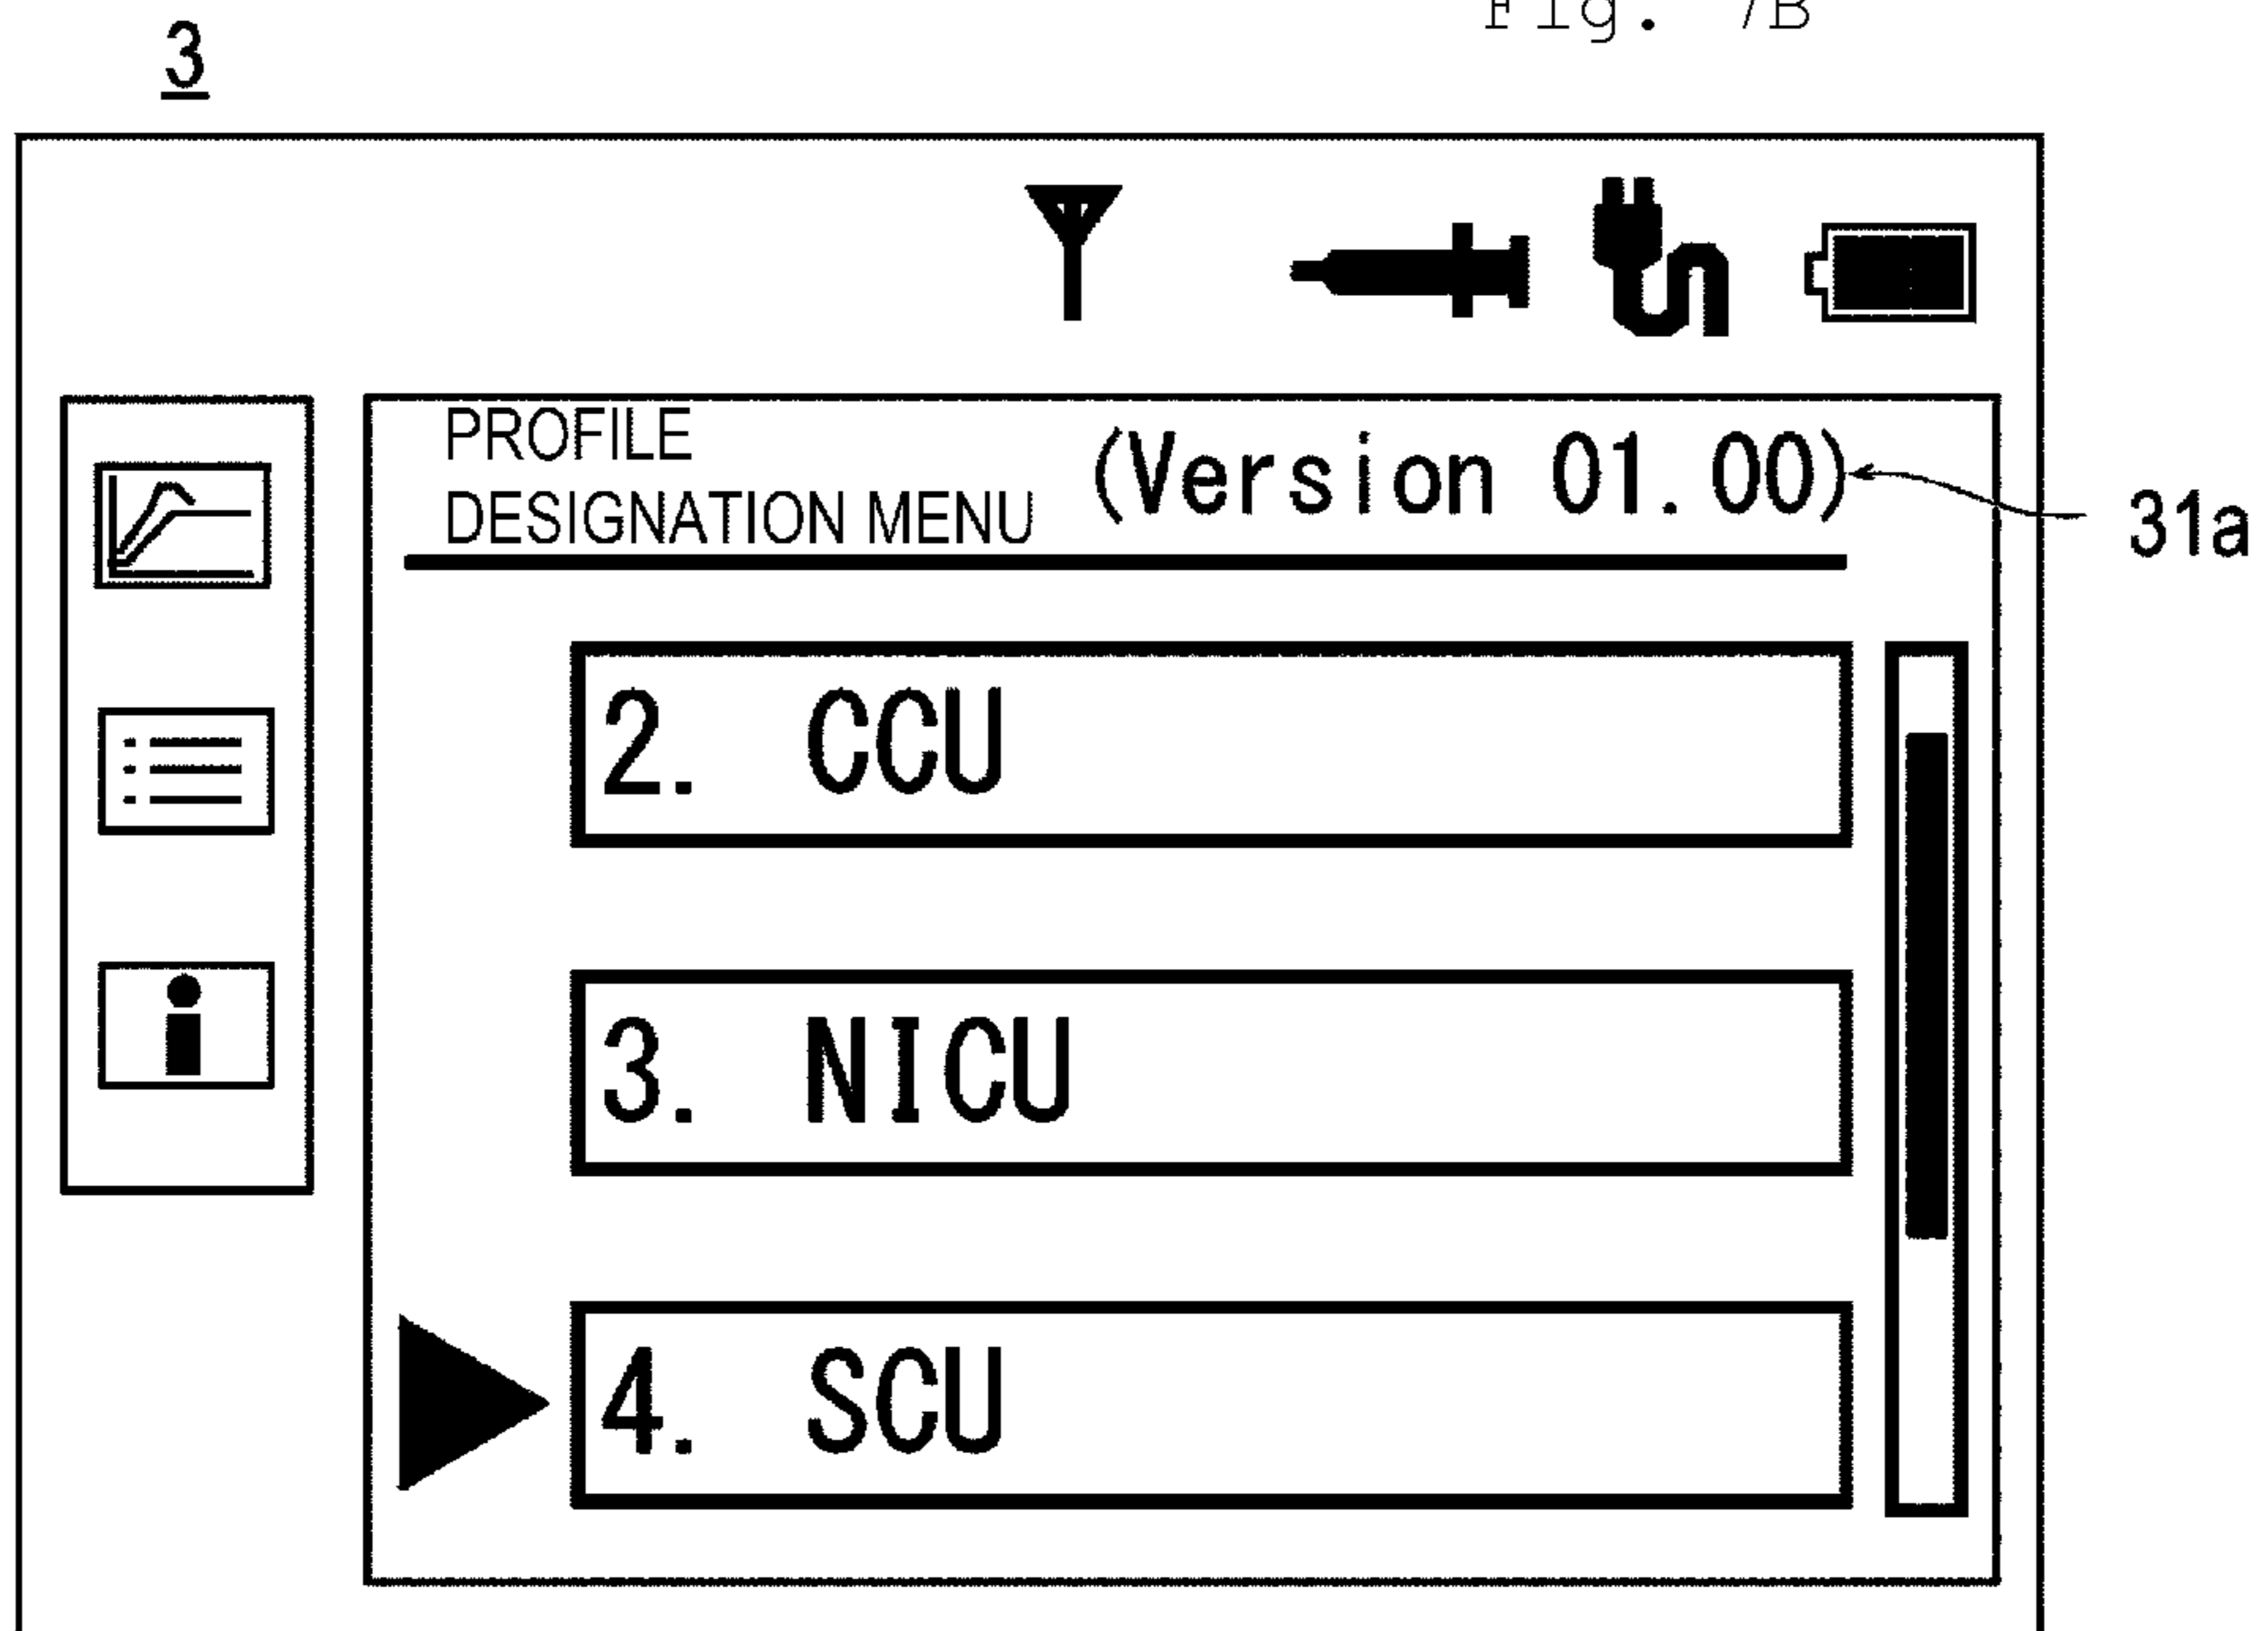 Fig. 7B
3
PROFILE
DESIGNATION MENU
(Version 01.00)
31a
2. CCU
3. NICU
4. SCU